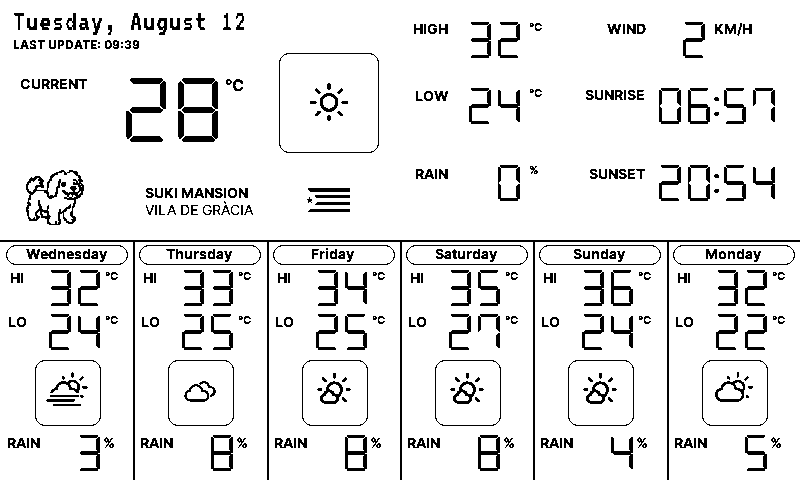 Tuesday, August 12
LAST UPDATE: 09:39
CURRENT 28 °C
SUKI MANSION
VILA DE GRÀCIA
HIGH 32 °C
LOW 24 °C
RAIN 0 %
WIND 2 KM/H
SUNRISE 06:57
SUNSET 20:54
Wednesday
HI 32 °C
LO 24 °C
RAIN 3 %
Thursday
HI 33 °C
LO 25 °C
RAIN 8 %
Friday
HI 34 °C
LO 25 °C
RAIN 8 %
Saturday
HI 35 °C
LO 27 °C
RAIN 8 %
Sunday
HI 36 °C
LO 24 °C
RAIN 4 %
Monday
HI 32 °C
LO 22 °C
RAIN 5 %